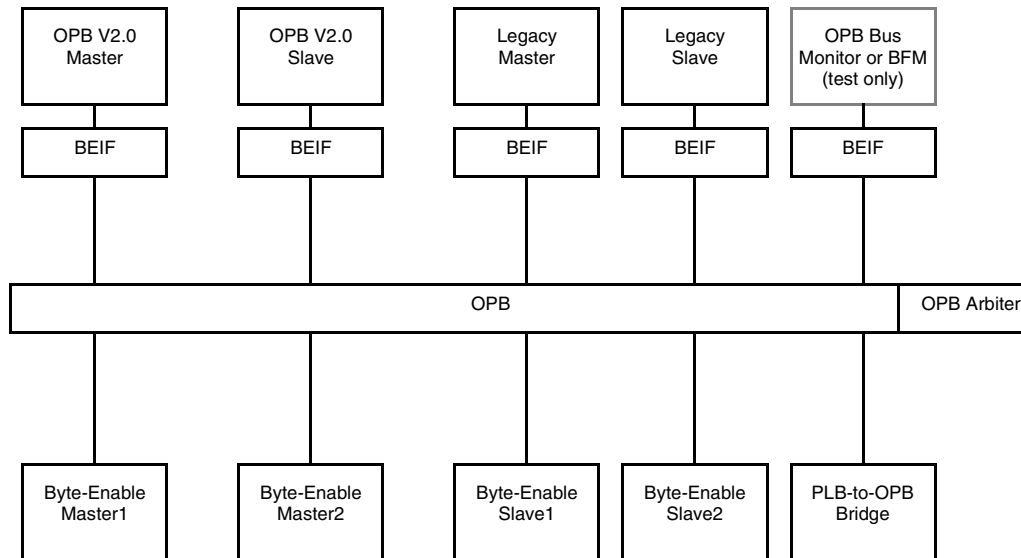 OPB V2.0
Master
OPB V2.0
Slave
Legacy
Master
Legacy
Slave
OPB Bus
Monitor or BFM
(test only)
BEIF
BEIF
BEIF
BEIF
BEIF
OPB
OPB Arbiter
Byte-Enable
Master1
Byte-Enable
Master2
Byte-Enable
Slave1
Byte-Enable
Slave2
PLB-to-OPB
Bridge